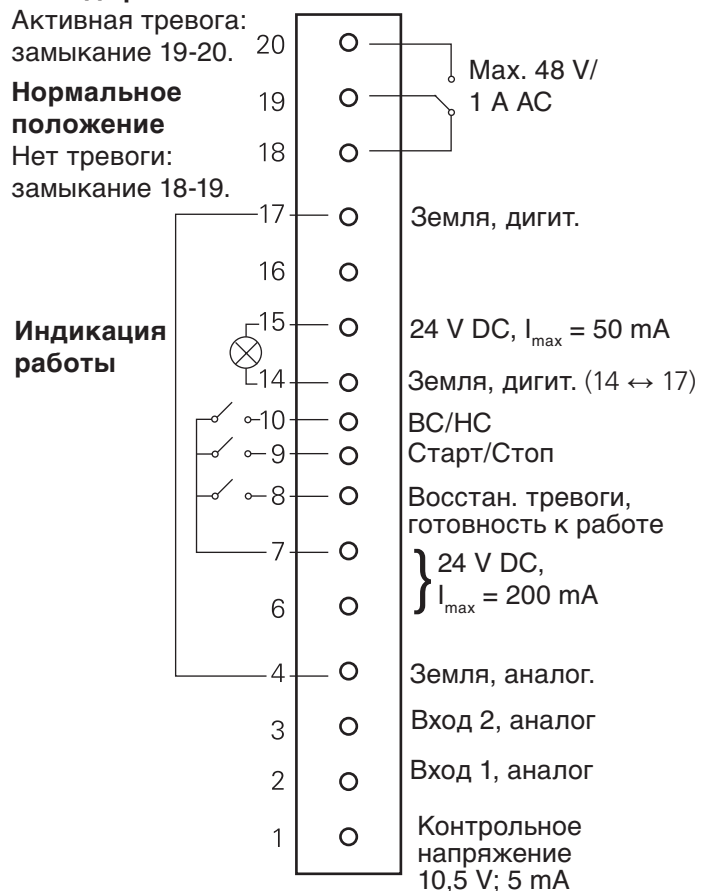 Активная тревога:
замыкание 19-20.
Нормальное
положение
Нет тревоги:
замыкание 18-19.
Индикация
работы
20
19
18
17
16
15
14
10
9
8
7
6
4
3
2
1
Max. 48 V/
1 A AC
Земля, дигит.
24 V DC, Imax = 50 mA
Земля, дигит. (14 ↔ 17)
ВС/НС
Старт/Стоп
Восстан. тревоги,
готовность к работе
24 V DC,
Imax = 200 mA
Земля, аналог.
Вход 2, аналог
Вход 1, аналог
Контрольное
напряжение
10,5 V; 5 mA